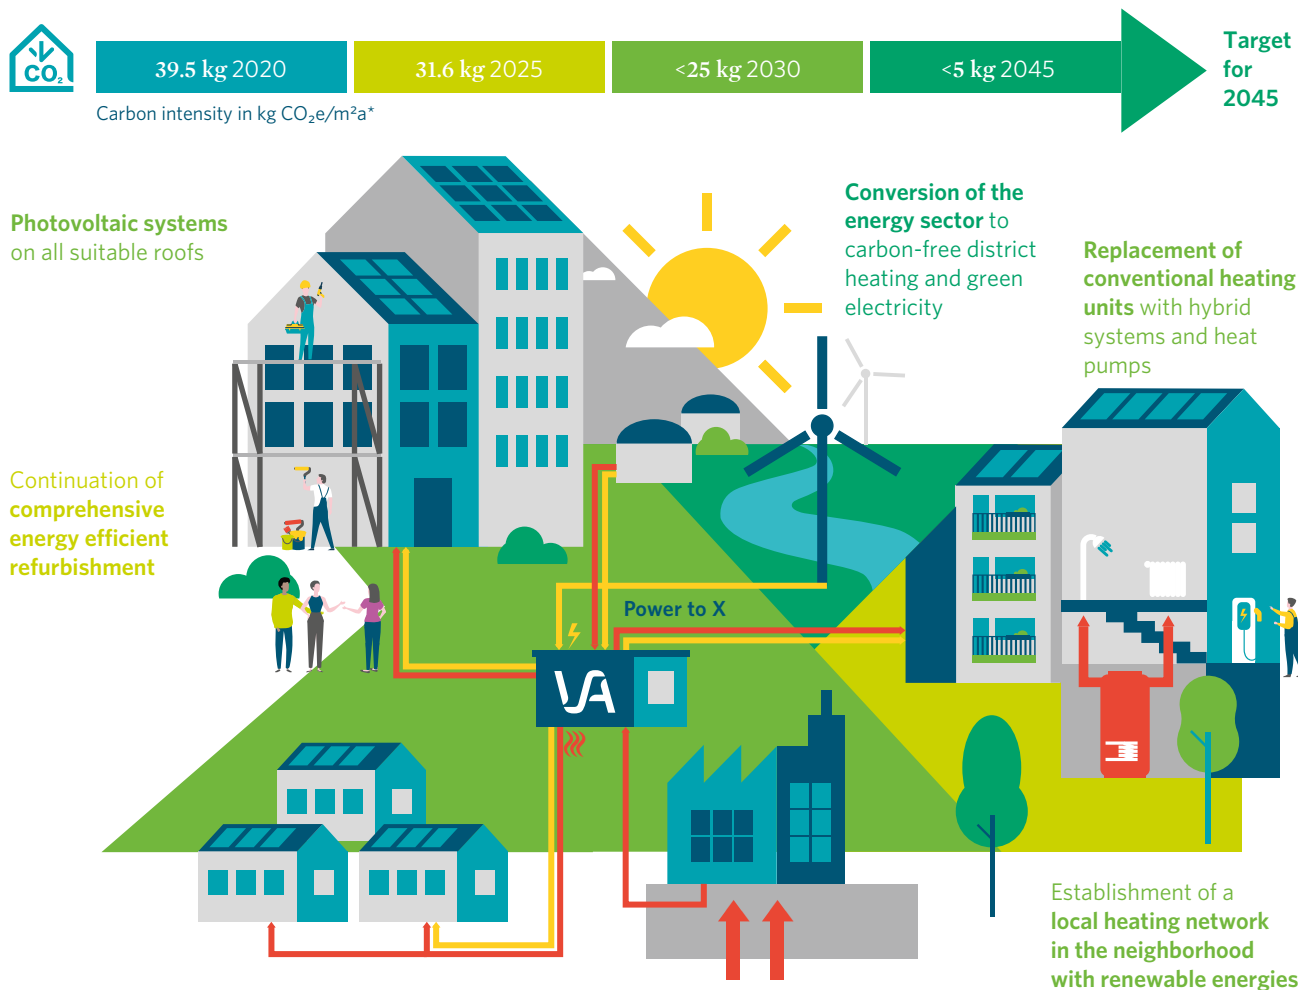 39.5 kg 2020
31.6 kg 2025
<25 kg 2030
<5 kg 2045
Target
for
2045
CO₂
Carbon intensity in kg CO₂e/m²a*
Photovoltaic systems
on all suitable roofs
Conversion of the
energy sector to
carbon-free district
heating and green
electricity
Replacement of
conventional heating
units with hybrid
systems and heat
pumps
Continuation of
comprehensive
energy efficient
refurbishment
Power to X
VA
Establishment of a
local heating network
in the neighborhood
with renewable energies